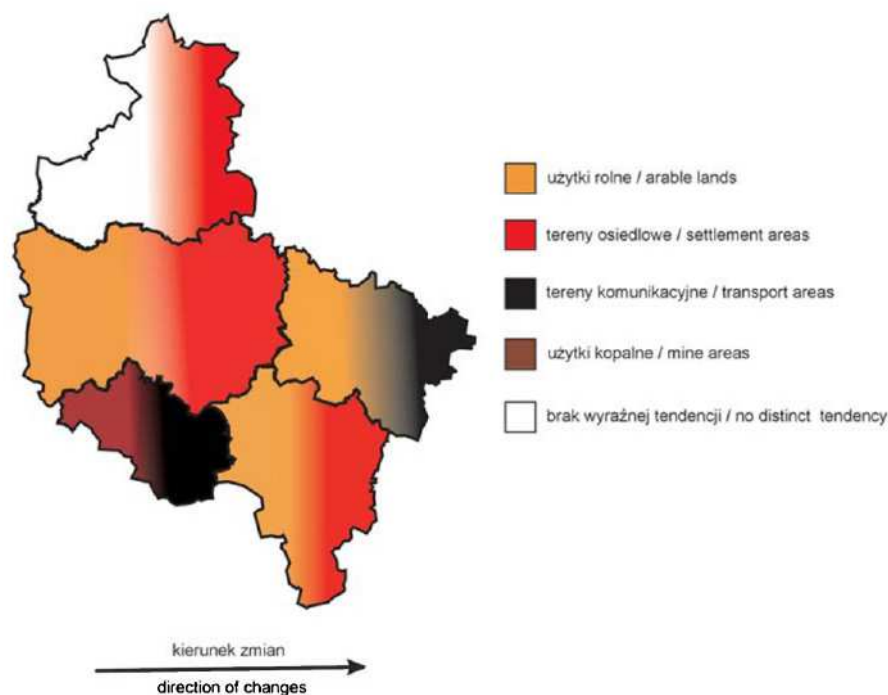 użytki rolne / arable lands
tereny osiedlowe / settlement areas
tereny komunikacyjne / transport areas
użytki kopalne / mine areas
brak wyraźnej tendencji / no distinct tendency
kierunek zmian
direction of changes